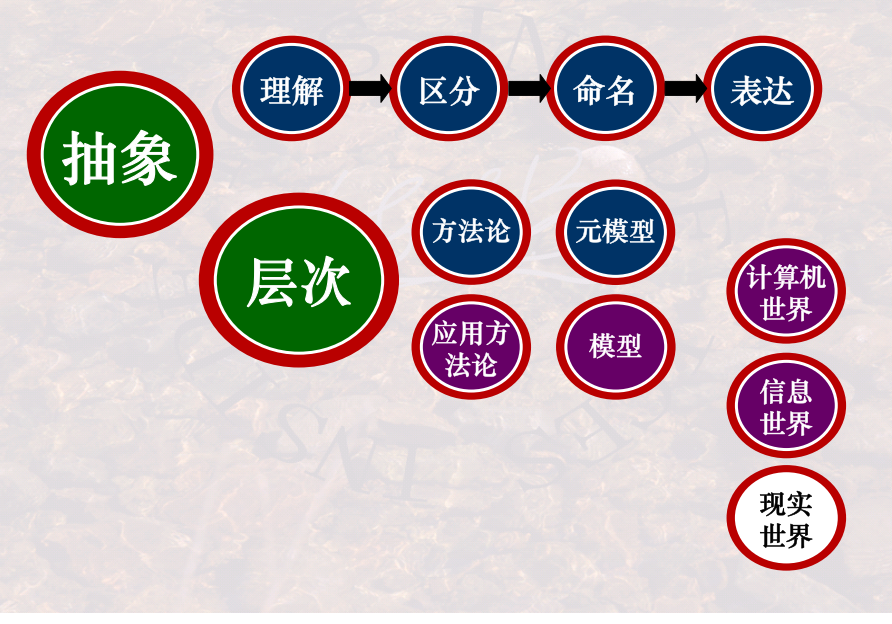 抽象
理解
区分
命名
表达
层次
方法论
元模型
应用方
法论
模型
计算机
世界
信息
世界
现实
世界